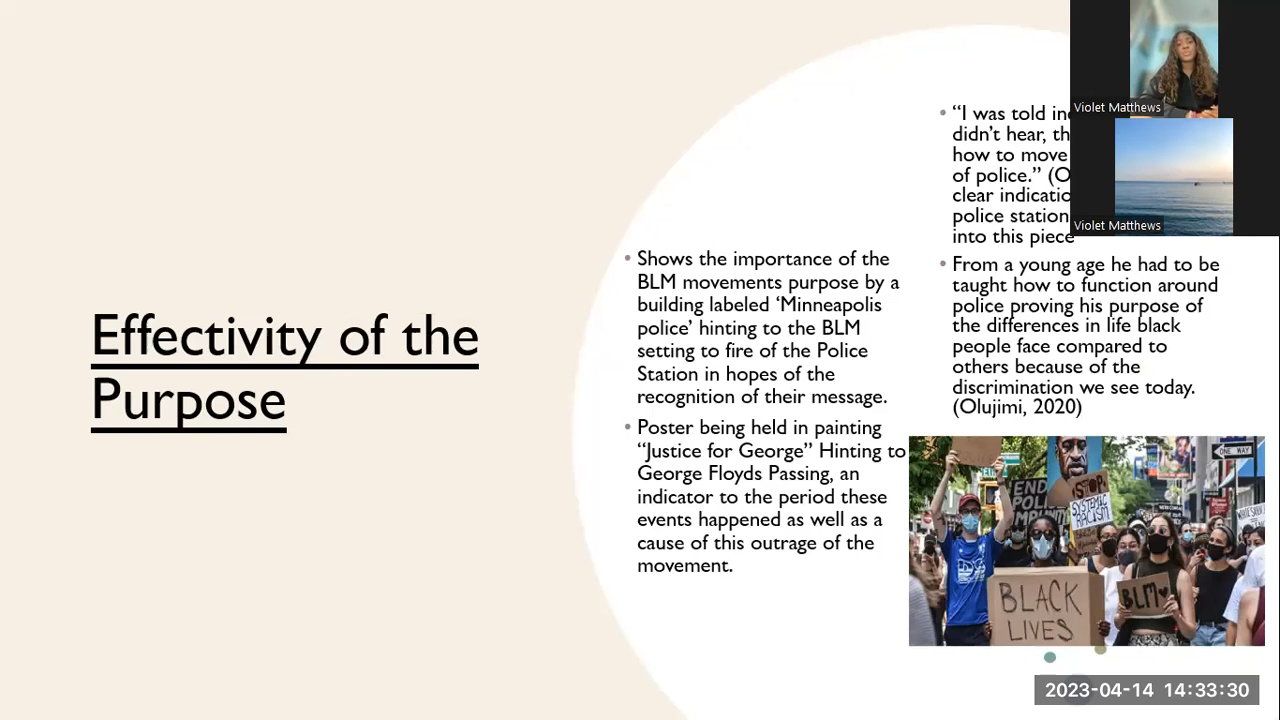 Effectivity of the
Purpose
• Shows the importance of the
BLM movements purpose by a
building labeled ‘Minneapolis
police’ hinting to the BLM
setting to fire of the Police
Station in hopes of the
recognition of their message.
• Poster being held in painting
“Justice for George” Hinting to
George Floyds Passing, an
indicator to the period these
events happened as well as a
cause of this outrage of the
movement.
• “I was told
didn’t hear,
how to move
of police.”
clear
police station
into this piece
• From a young age he had to be
taught how to function around
police proving his purpose of
the differences in life black
people face compared to
others because of the
discrimination we see today.
(Olujimi, 2020)
Violet Matthews
Violet Matthews
ONE WAY
END
STOP
SYSTEMIC
RACISM
BLACK
LIVES
BLM
2023-04-14 14:33:30